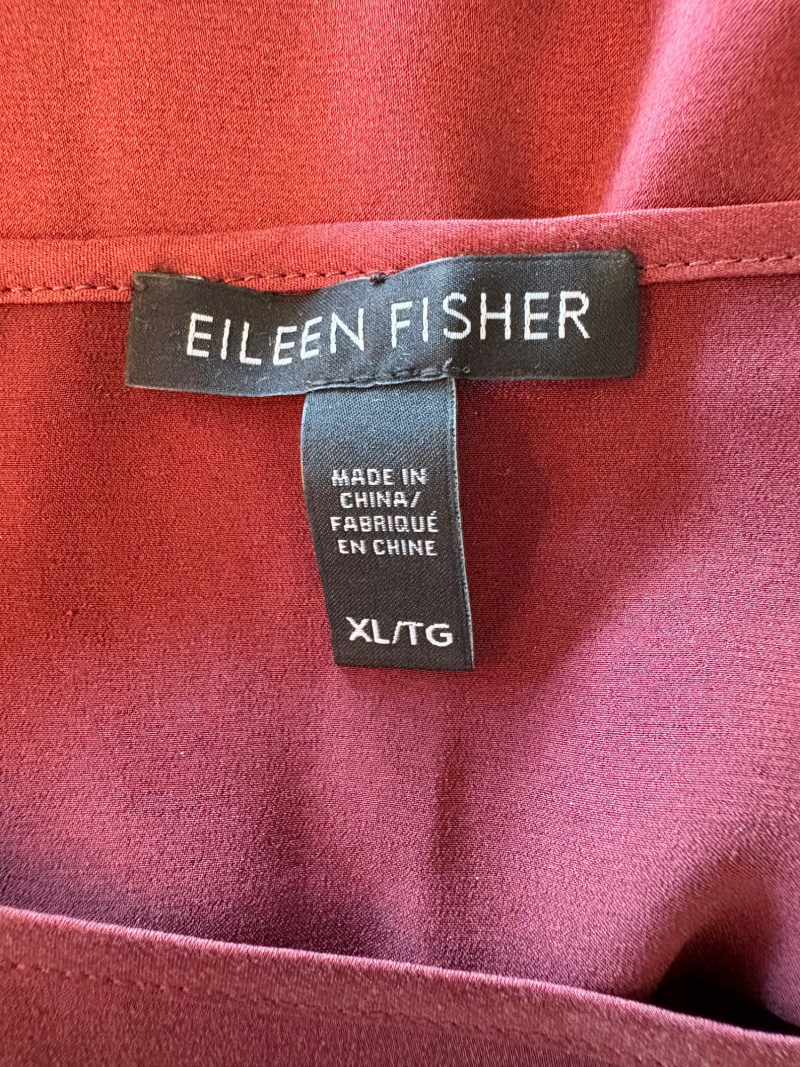 EILEEN FISHER
MADE IN
CHINA/
FABRIQUÉ
EN CHINE
XL/TG